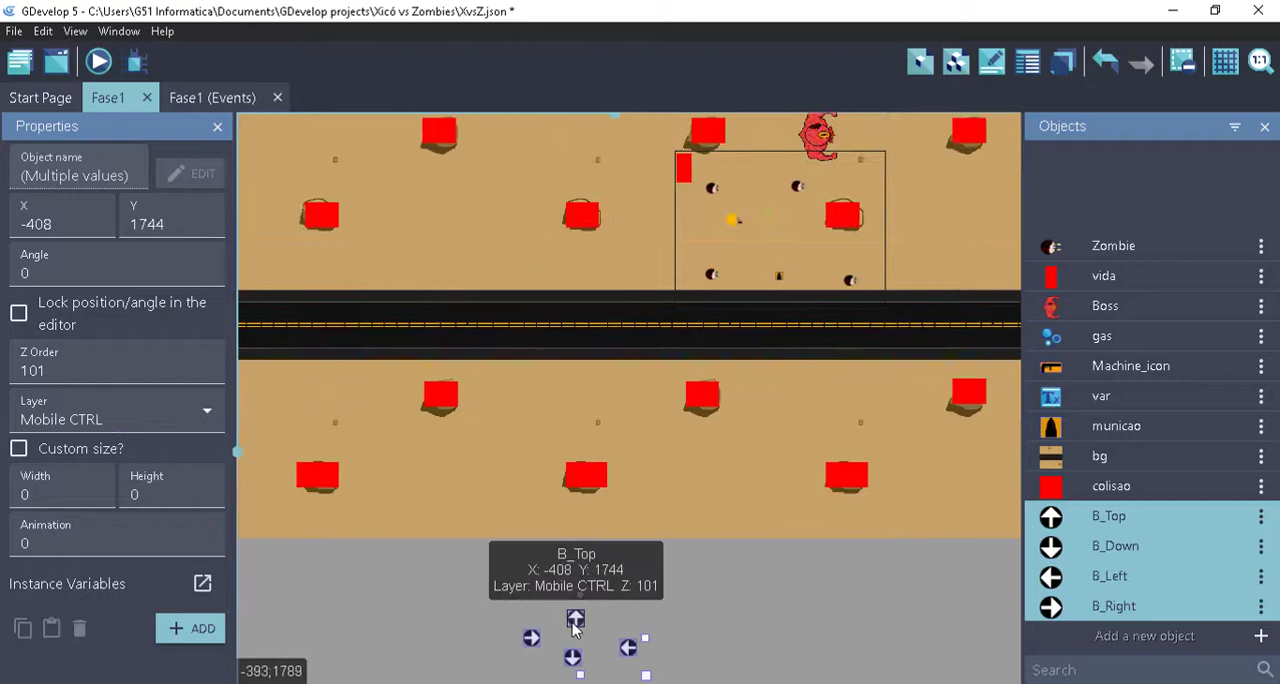 GDevelop 5 - C:\Users\G51 Informatica\Documents\GDevelop projects\Xicó vs Zombies\XvsZ.json *
File Edit View Window Help
1:1
Start Page Fase1 Fase1 (Events)
Properties
Object name
(Multiple values)
EDIT
X
-408
Y
1744
Angle
0
Lock position/angle in the
editor
Z Order
101
Layer
Mobile CTRL
Custom size?
Width
0
Height
0
Animation
0
Instance Variables
ADD
B_Top
X: -408 Y: 1744
Layer: Mobile CTRL Z: 101
-393;1789
Objects
Zombie
vida
Boss
gas
Machine_icon
Tx
var
municao
bg
colisao
B_Top
B_Down
B_Left
B_Right
Add a new object
Search